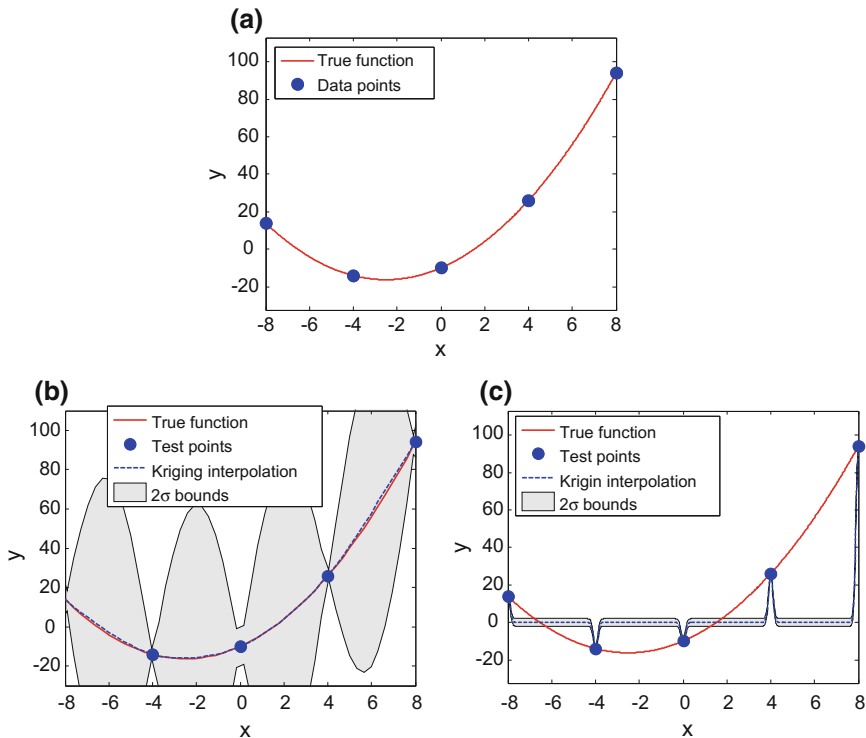 (a)
True function
Data points
100
80
60
40
20
0
-20
y
-8 -6 -4 -2 0 2 4 6 8
x
(b)
True function
Test points
Kriging interpolation
2σ bounds
100
80
60
40
20
0
-20
y
-8 -6 -4 -2 0 2 4 6 8
x
(c)
True function
Test points
Krigin interpolation
2σ bounds
100
80
60
40
20
0
-20
y
-8 -6 -4 -2 0 2 4 6 8
x